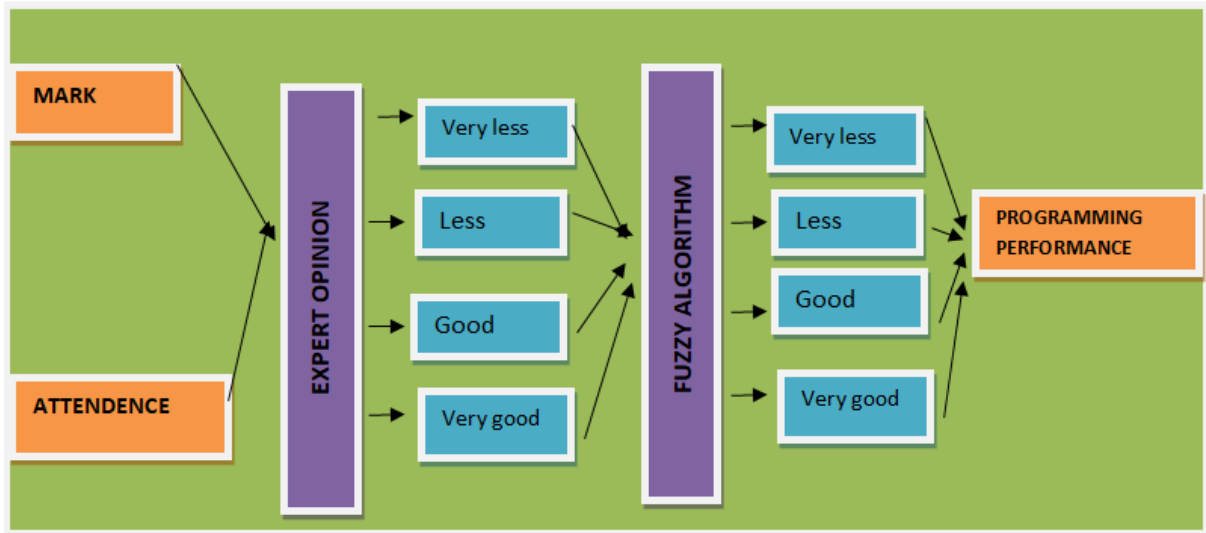 MARK
ATTENDENCE
EXPERT OPINION
Very less
Less
Good
Very good
FUZZY ALGORITHM
Very less
Less
Good
Very good
PROGRAMMING
PERFORMANCE